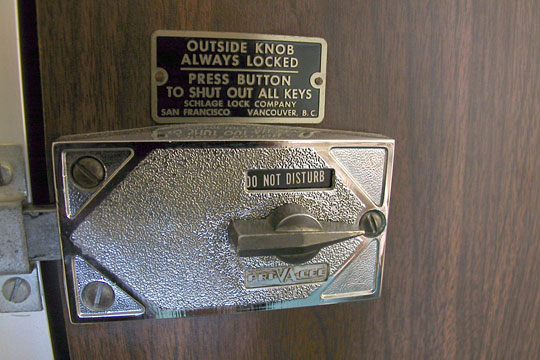 OUTSIDE KNOB
ALWAYS LOCKED
PRESS BUTTON
TO SHUT OUT ALL KEYS
SCHLAGE LOCK COMPANY
SAN FRANCISCO VANCOUVER, B.C.
DO NOT DISTURB